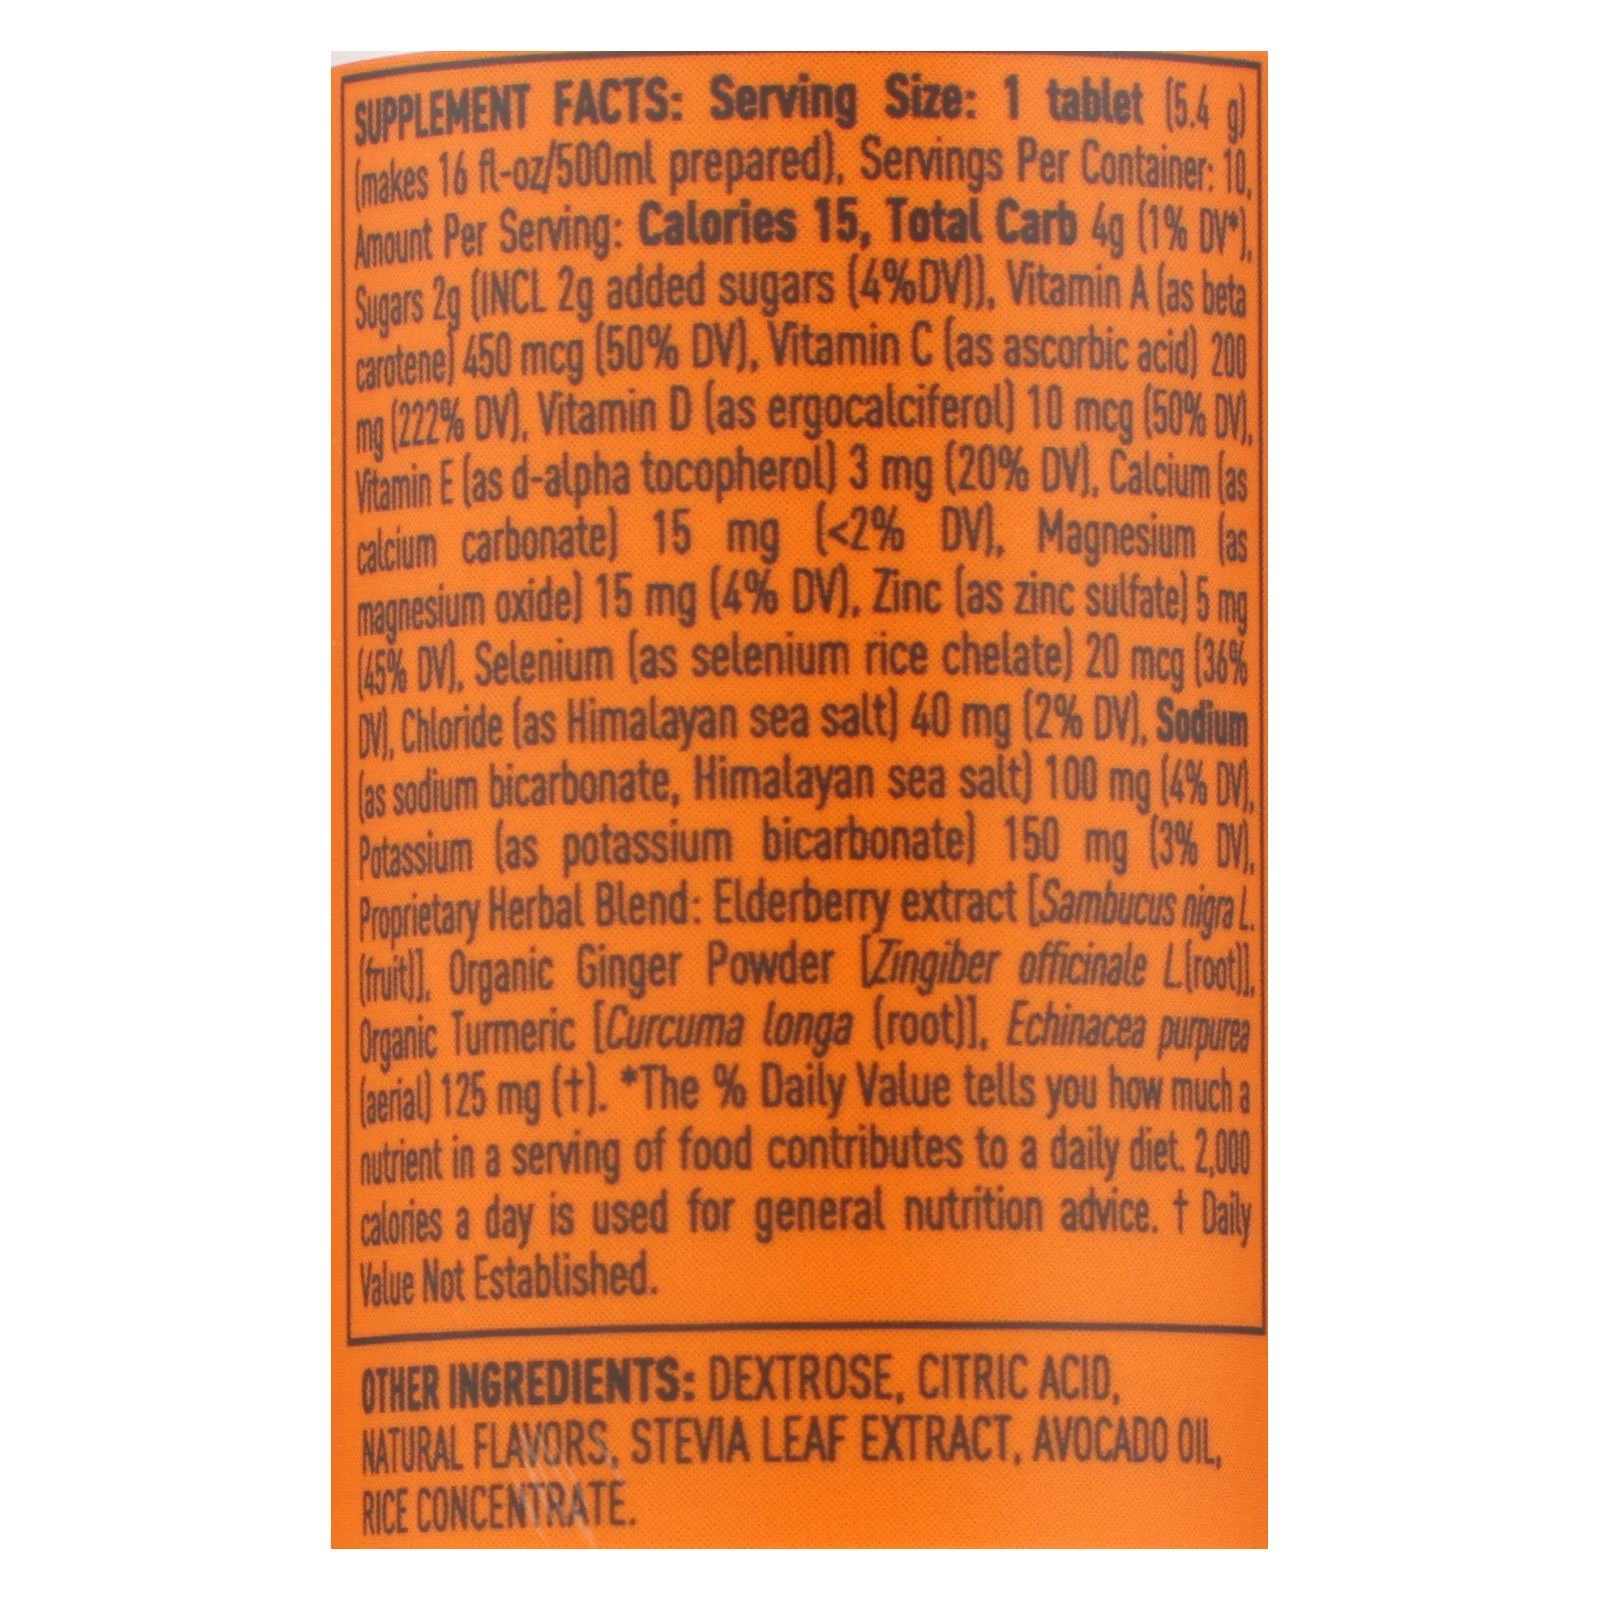 SUPPLEMENT FACTS: Serving Size: 1 tablet (5.4 g)
(makes 16 fl-oz/500ml prepared), Servings Per Container: 10,
Amount Per Serving: Calories 15, Total Carb 4g (1% DV*),
Sugars 2g (INCL 2g added sugars (4%DV)), Vitamin A (as beta
carotene) 450 mcg (50% DV), Vitamin C (as ascorbic acid) 200
mg (222% DV), Vitamin D (as ergocalciferol) 10 mcg (50% DV),
Vitamin E (as d-alpha tocopherol) 3 mg (20% DV), Calcium (as
calcium carbonate) 15 mg (<2% DV), Magnesium (as
magnesium oxide) 15 mg (4% DV), Zinc (as zinc sulfate) 5 mg
(45% DV), Selenium (as selenium rice chelate) 20 mcg (36%
DV), Chloride (as Himalayan sea salt) 40 mg (2% DV), Sodium
(as sodium bicarbonate, Himalayan sea salt) 100 mg (4% DV),
Potassium (as potassium bicarbonate) 150 mg (3% DV),
Proprietary Herbal Blend: Elderberry extract [Sambucus nigra L.
(fruit)], Organic Ginger Powder [Zingiber officinale L.(root)],
Organic Turmeric [Curcuma longa (root)], Echinacea purpurea
(aerial) 125 mg (†). *The % Daily Value tells you how much a
nutrient in a serving of food contributes to a daily diet. 2,000
calories a day is used for general nutrition advice. † Daily
Value Not Established.
OTHER INGREDIENTS: DEXTROSE, CITRIC ACID,
NATURAL FLAVORS, STEVIA LEAF EXTRACT, AVOCADO OIL,
RICE CONCENTRATE.